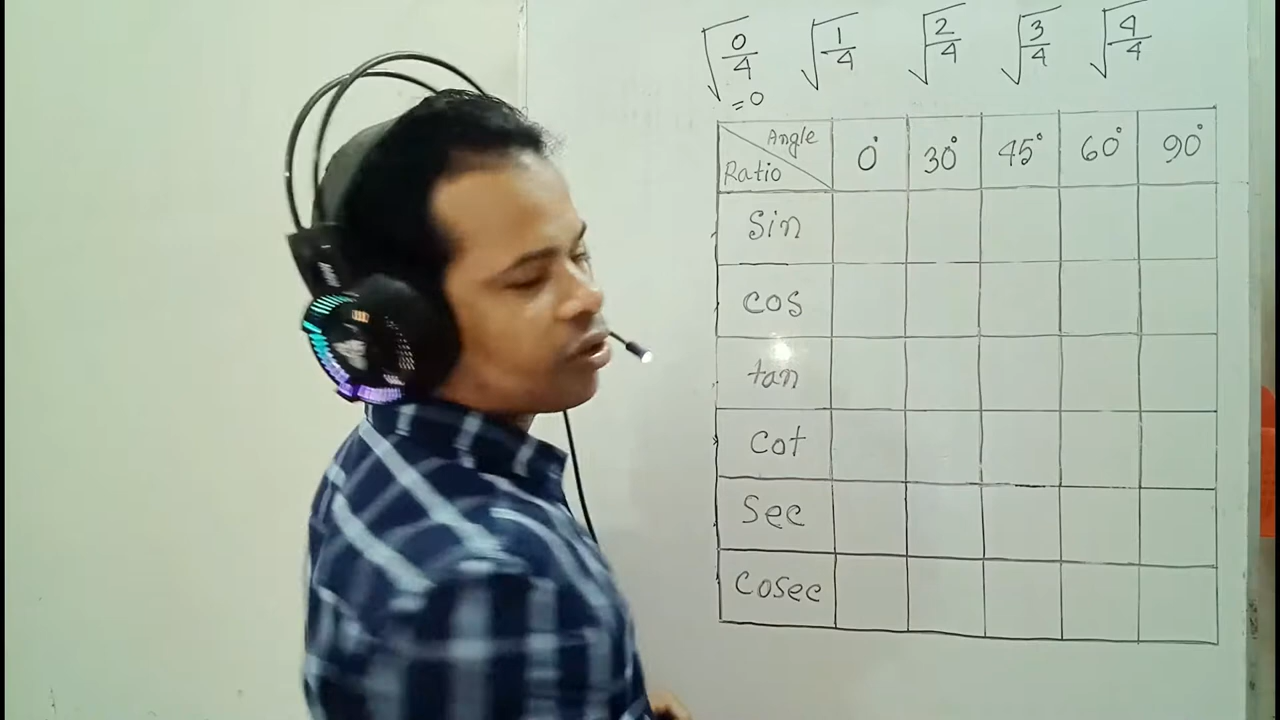 √0/4 √1/4 √2/4 √3/4 √4/4
=0
Angle
Ratio 0° 30° 45° 60° 90°
Sin
cos
tan
cot
Sec
cosec